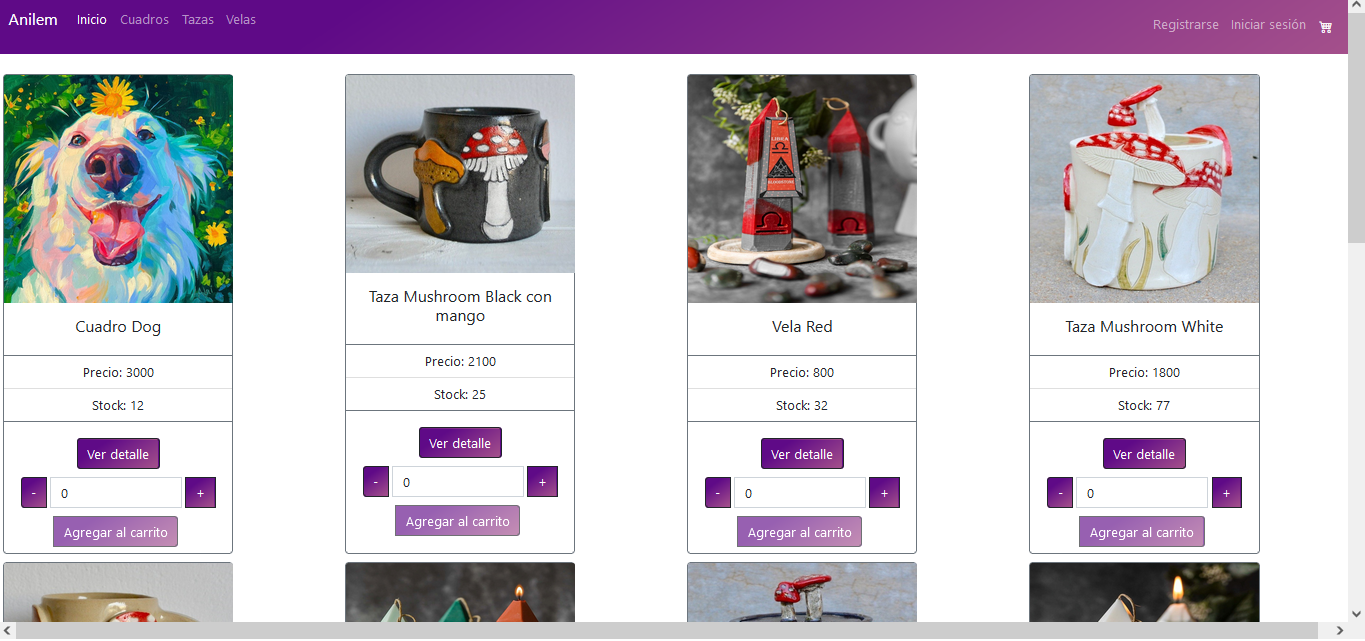 Anilem Inicio Cuadros Tazas Velas Registrarse Iniciar sesión
LIBRA
BLOODSTONE
Cuadro Dog
Precio: 3000
Stock: 12
Ver detalle
- 0 +
Agregar al carrito
Taza Mushroom Black con
mango
Precio: 2100
Stock: 25
Ver detalle
- 0 +
Agregar al carrito
Vela Red
Precio: 800
Stock: 32
Ver detalle
- 0 +
Agregar al carrito
Taza Mushroom White
Precio: 1800
Stock: 77
Ver detalle
- 0 +
Agregar al carrito